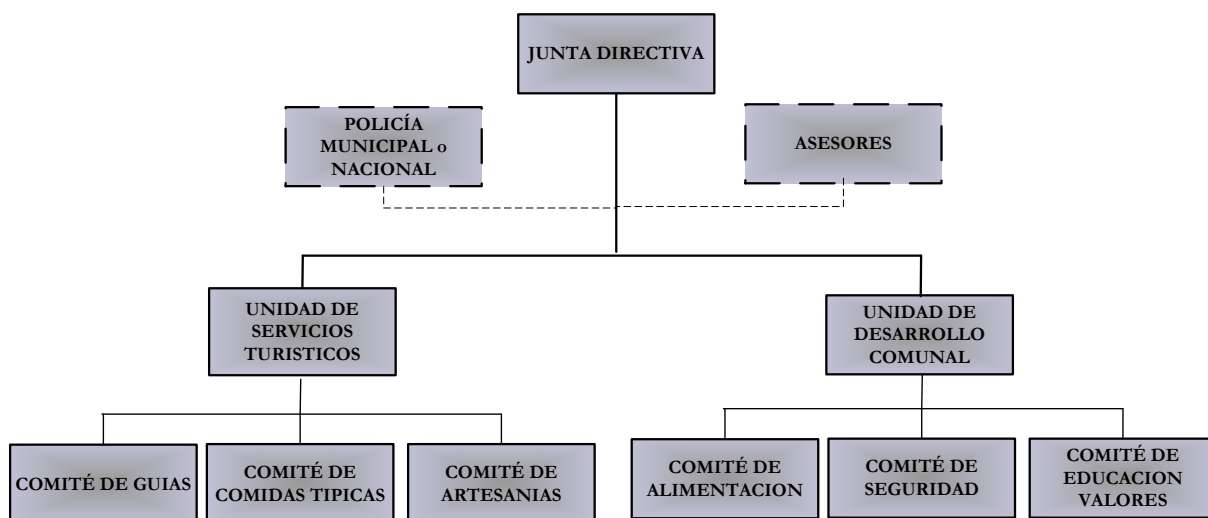 JUNTA DIRECTIVA
POLICÍA
MUNICIPAL o
NACIONAL
ASESORES
UNIDAD DE
SERVICIOS
TURISTICOS
UNIDAD DE
DESARROLLO
COMUNAL
COMITÉ DE GUIAS
COMITÉ DE
COMIDAS TIPICAS
COMITÉ DE
ARTESANIAS
COMITÉ DE
ALIMENTACION
COMITÉ DE
SEGURIDAD
COMITÉ DE
EDUCACION
VALORES